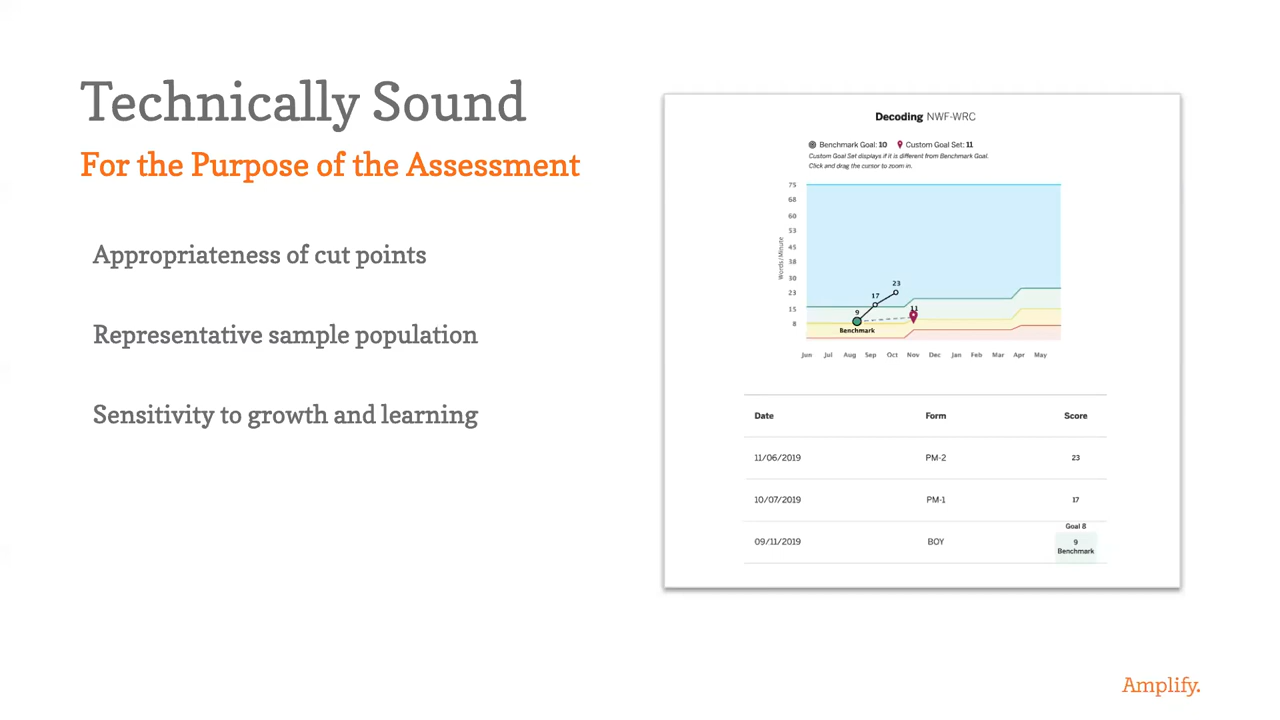 Technically Sound
For the Purpose of the Assessment
Appropriateness of cut points
Representative sample population
Sensitivity to growth and learning
Decoding NWF-WRC
Benchmark Goal: 10 Custom Goal Set: 11
Custom Goal Set displays if it is different from Benchmark Goal.
Click and drag the cursor to zoom in.
Words/Minute
75
68
60
53
45
38
30
23
15
8
9
17
23
11
Benchmark
Jun Jul Aug Sep Oct Nov Dec Jan Feb Mar Apr May
Date Form Score
11/06/2019 PM-2 23
10/07/2019 PM-1 17
Goal 8
09/11/2019 BOY 9
Benchmark
Amplify.